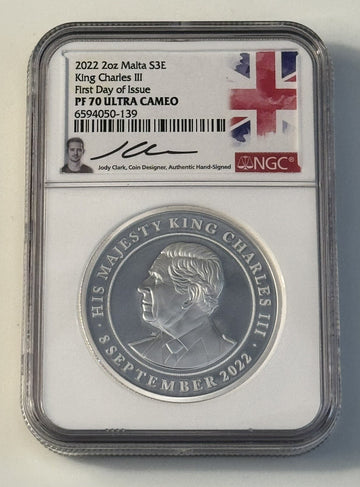 2022 2oz Malta S3E
King Charles III
First Day of Issue
PF 70 ULTRA CAMEO
6594050-139
Jody Clark, Coin Designer, Authentic Hand-Signed
NGC®
· HIS MAJESTY KING CHARLES III ·
8 SEPTEMBER 2022